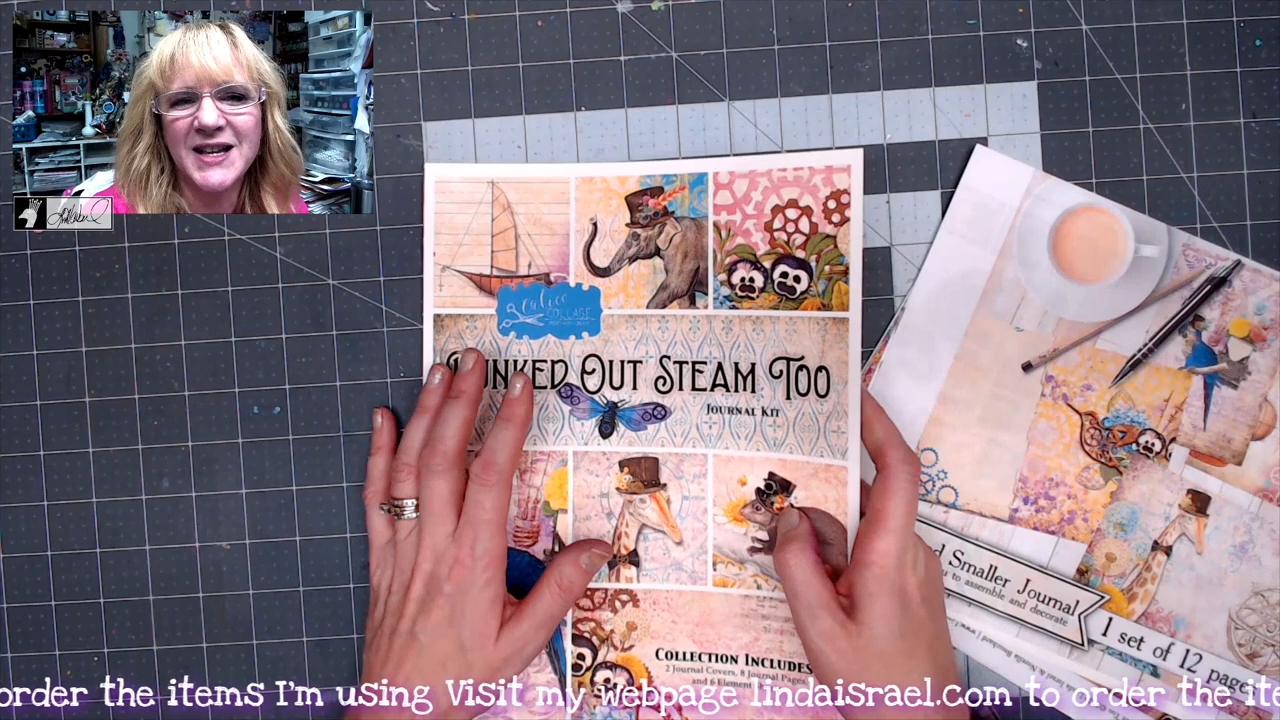 Calico
COLLAGE
PUNKED OUT STEAM TOO
JOURNAL KIT
COLLECTION INCLUDES
2 Journal Covers, 8 Journal Pages
and 6 Element
d Smaller Journal
u to assemble and decorate
1 set of 12 page
order the items I'm using Visit my webpage lindaisrael.com to order the ite